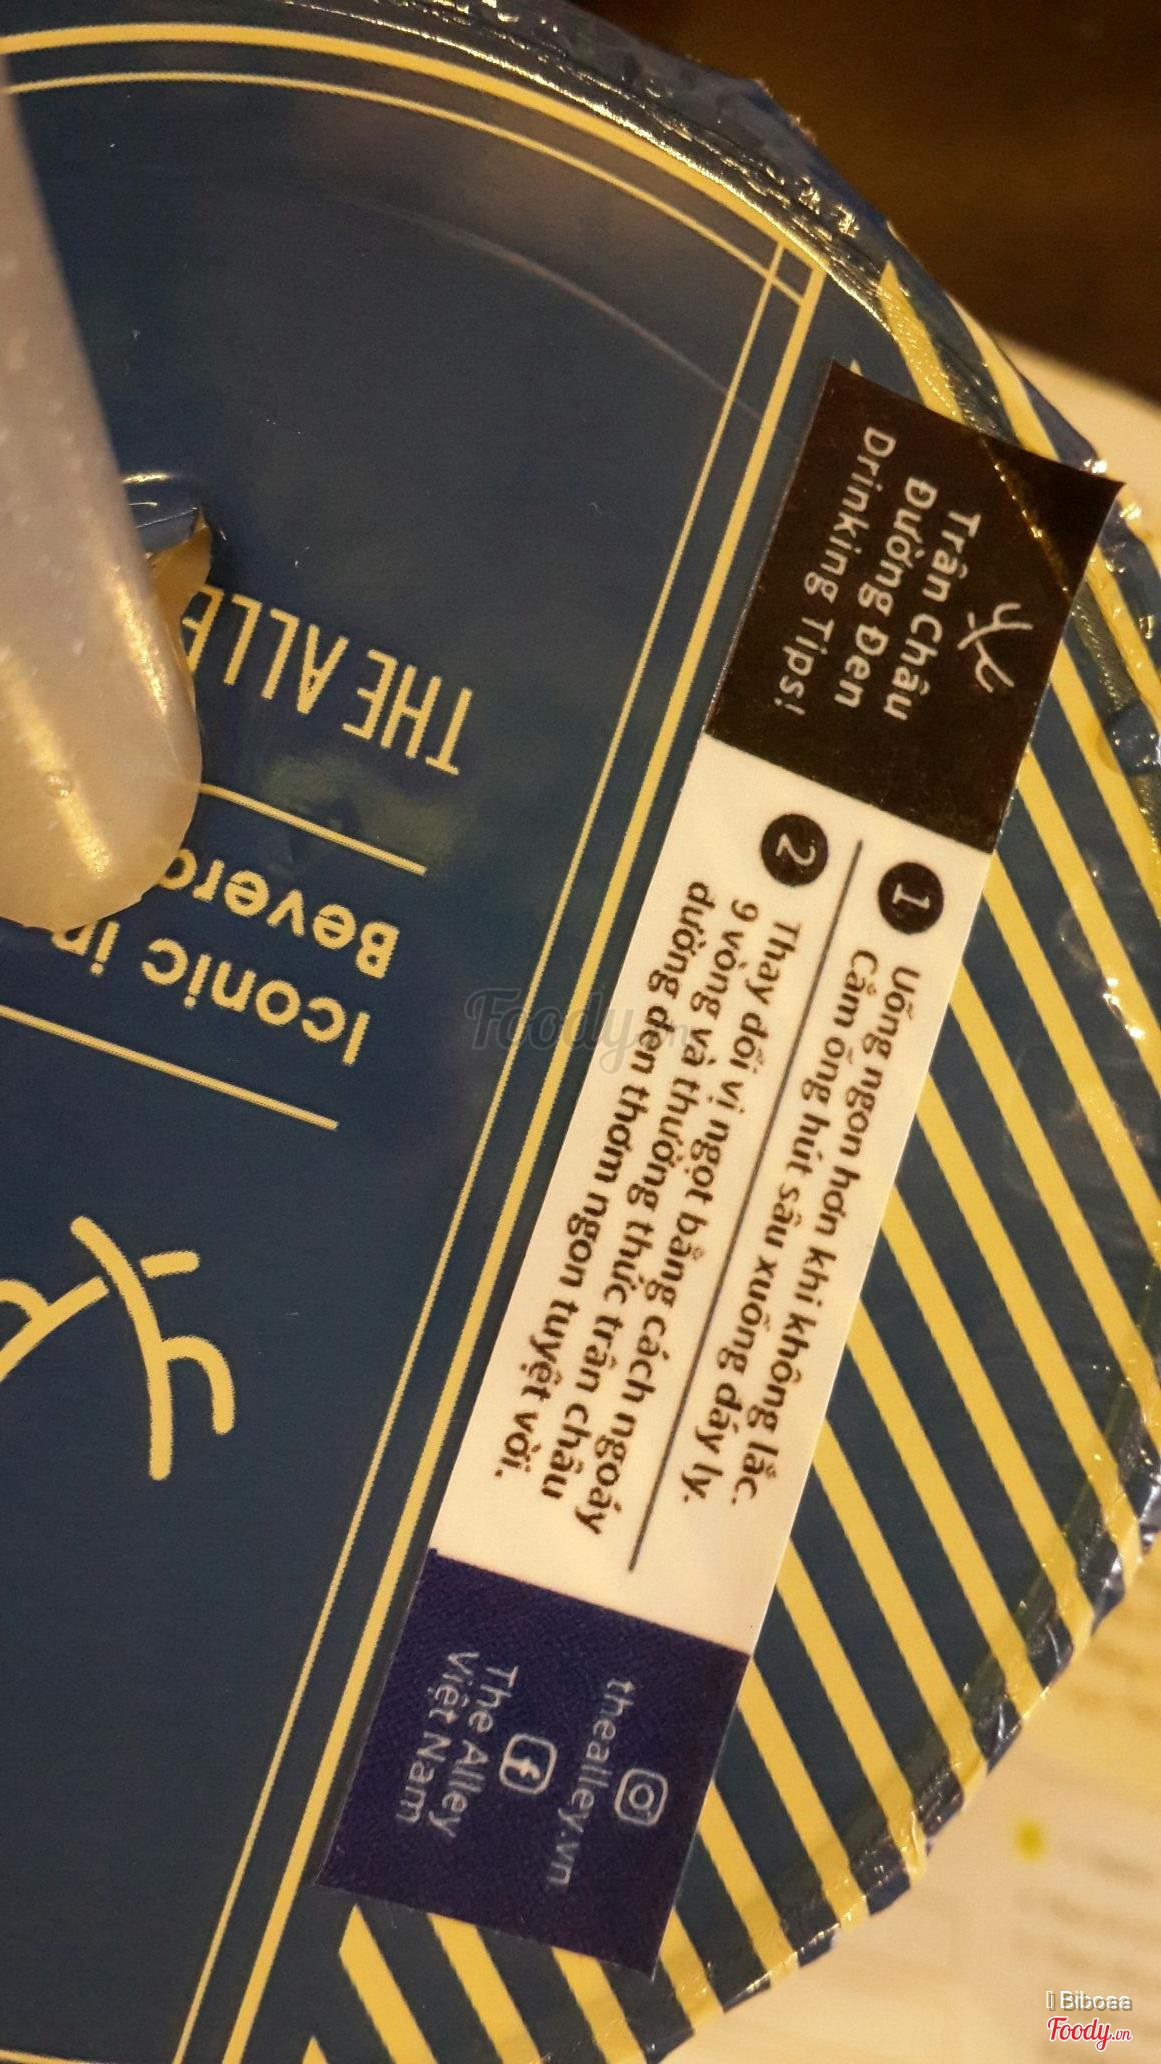 Trân Châu
Đường Đen
Drinking Tips!
1
Uống ngon hơn khi không lắc.
Cắm ống hút sâu xuống đáy ly.
2
Thay đổi vị ngọt bằng cách ngoáy
9 vòng và thưởng thức trân châu
đường đen thơm ngon tuyệt vời.
thealley.vn
The Alley
Việt Nam
THE ALLE
Iconic
Foody.vn
Biboaa
Foody.vn